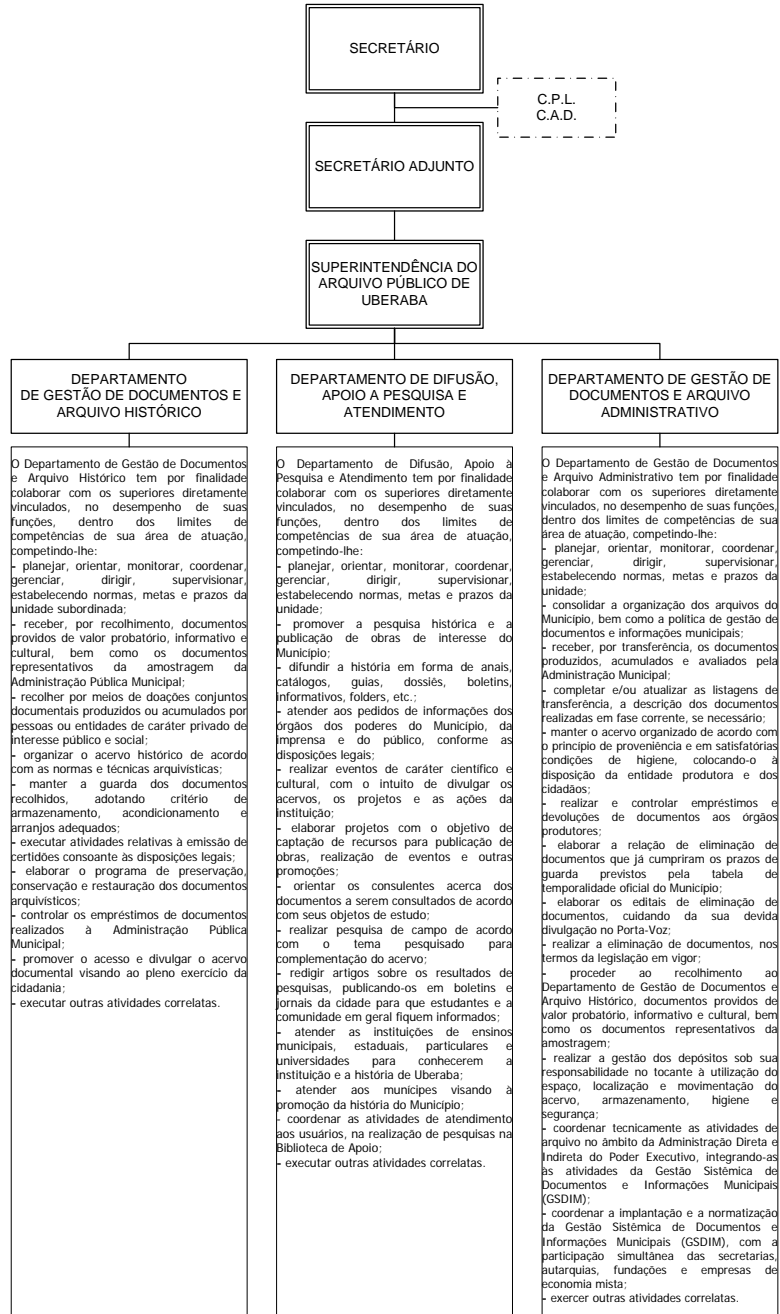 SECRETÁRIO
C.P.L.
C.A.D.
SECRETÁRIO ADJUNTO
SUPERINTENDÊNCIA DO
ARQUIVO PÚBLICO DE
UBERABA
DEPARTAMENTO
DE GESTÃO DE DOCUMENTOS E
ARQUIVO HISTÓRICO
O Departamento de Gestão de Documentos
e Arquivo Histórico tem por finalidade
colaborar com os superiores diretamente
vinculados, no desempenho de suas
funções, dentro dos limites de
competências de sua área de atuação,
competindo-lhe:
- planejar, orientar, monitorar, coordenar,
gerenciar, dirigir, supervisionar,
estabelecendo normas, metas e prazos da
unidade subordinada;
- receber, por recolhimento, documentos
providos de valor probatório, informativo e
cultural, bem como os documentos
representativos da amostragem da
Administração Pública Municipal;
- recolher por meios de doações conjuntos
documentais produzidos ou acumulados por
pessoas ou entidades de caráter privado de
interesse público e social;
- organizar o acervo histórico de acordo
com as normas e técnicas arquivísticas;
- manter a guarda dos documentos
recolhidos, adotando critério de
armazenamento, acondicionamento e
arranjos adequados;
- executar atividades relativas à emissão de
certidões consoante às disposições legais;
- elaborar o programa de preservação,
conservação e restauração dos documentos
arquivísticos;
- controlar os empréstimos de documentos
realizados à Administração Pública
Municipal;
- promover o acesso e divulgar o acervo
documental visando ao pleno exercício da
cidadania;
- executar outras atividades correlatas.
DEPARTAMENTO DE DIFUSÃO,
APOIO A PESQUISA E
ATENDIMENTO
O Departamento de Difusão, Apoio à
Pesquisa e Atendimento tem por finalidade
colaborar com os superiores diretamente
vinculados, no desempenho de suas
funções, dentro dos limites de
competências de sua área de atuação,
competindo-lhe:
- planejar, orientar, monitorar, coordenar,
gerenciar, dirigir, supervisionar,
estabelecendo normas, metas e prazos da
unidade;
- promover a pesquisa histórica e a
publicação de obras de interesse do
Município;
- difundir a história em forma de anais,
catálogos, guias, dossiês, boletins,
informativos, folders, etc.;
- atender aos pedidos de informações dos
órgãos dos poderes do Município, da
imprensa e do público, conforme as
disposições legais;
- realizar eventos de caráter científico e
cultural, com o intuito de divulgar os
acervos, os projetos e as ações da
instituição;
- elaborar projetos com o objetivo de
captação de recursos para publicação de
obras, realização de eventos e outras
promoções;
- orientar os consulentes acerca dos
documentos a serem consultados de acordo
com seus objetos de estudo;
- realizar pesquisa de campo de acordo
com o tema pesquisado para
complementação do acervo;
- redigir artigos sobre os resultados de
pesquisas, publicando-os em boletins e
jornais da cidade para que estudantes e a
comunidade em geral fiquem informados;
- atender as instituições de ensinos
municipais, estaduais, particulares e
universidades para conhecerem a
instituição e a história de Uberaba;
- atender aos munícipes visando à
promoção da história do Município;
- coordenar as atividades de atendimento
aos usuários, na realização de pesquisas na
Biblioteca de Apoio;
- executar outras atividades correlatas.
DEPARTAMENTO DE GESTÃO DE
DOCUMENTOS E ARQUIVO
ADMINISTRATIVO
O Departamento de Gestão de Documentos
e Arquivo Administrativo tem por finalidade
colaborar com os superiores diretamente
vinculados, no desempenho de suas funções,
dentro dos limites de competências de sua
área de atuação, competindo-lhe:
- planejar, orientar, monitorar, coordenar,
gerenciar, dirigir, supervisionar,
estabelecendo normas, metas e prazos da
unidade;
- consolidar a organização dos arquivos do
Município, bem como a política de gestão de
documentos e informações municipais;
- receber, por transferência, os documentos
produzidos, acumulados e avaliados pela
Administração Municipal;
- completar e/ou atualizar as listagens de
transferência, a descrição dos documentos
realizadas em fase corrente, se necessário;
- manter o acervo organizado de acordo com
o princípio de proveniência e em satisfatórias
condições de higiene, colocando-o à
disposição da entidade produtora e dos
cidadãos;
- realizar e controlar empréstimos e
devoluções de documentos aos órgãos
produtores;
- elaborar a relação de eliminação de
documentos que já cumpriram os prazos de
guarda previstos pela tabela de
temporalidade oficial do Município;
- elaborar os editais de eliminação de
documentos, cuidando da sua devida
divulgação no Porta-Voz;
- realizar a eliminação de documentos, nos
termos da legislação em vigor;
- proceder ao recolhimento ao
Departamento de Gestão de Documentos e
Arquivo Histórico, documentos providos de
valor probatório, informativo e cultural, bem
como os documentos representativos da
amostragem;
- realizar a gestão dos depósitos sob sua
responsabilidade no tocante à utilização do
espaço, localização e movimentação do
acervo, armazenamento, higiene e
segurança;
- coordenar tecnicamente as atividades de
arquivo no âmbito da Administração Direta e
Indireta do Poder Executivo, integrando-as
às atividades da Gestão Sistêmica de
Documentos e Informações Municipais
(GSDIM);
- coordenar a implantação e a normatização
da Gestão Sistêmica de Documentos e
Informações Municipais (GSDIM), com a
participação simultânea das secretarias,
autarquias, fundações e empresas de
economia mista;
- exercer outras atividades correlatas.